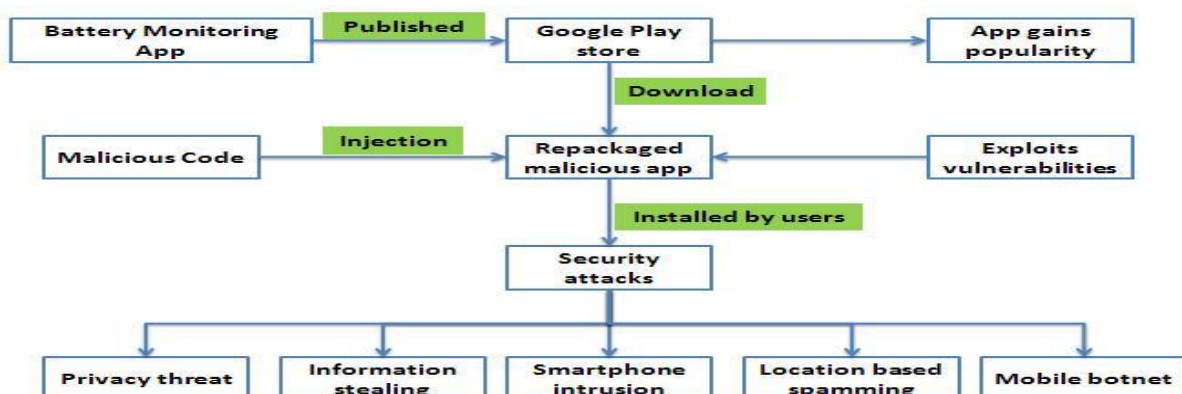 Battery Monitoring
App
Published
Google Play
store
App gains
popularity
Download
Malicious Code
Injection
Repackaged
malicious app
Exploits
vulnerabilities
Installed by users
Security
attacks
Privacy threat
Information
stealing
Smartphone
intrusion
Location based
spamming
Mobile botnet